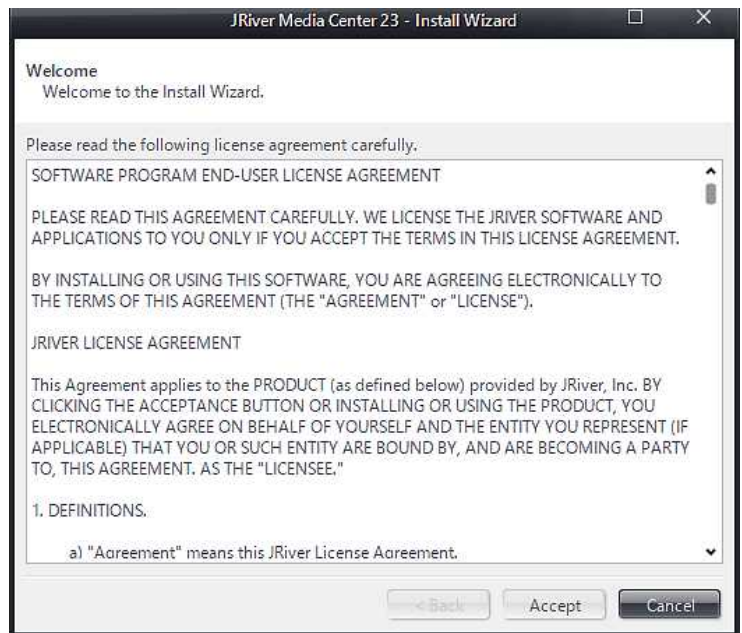 JRiver Media Center 23 - Install Wizard
Welcome
Welcome to the Install Wizard.
Please read the following license agreement carefully.
SOFTWARE PROGRAM END-USER LICENSE AGREEMENT
PLEASE READ THIS AGREEMENT CAREFULLY. WE LICENSE THE JRIVER SOFTWARE AND
APPLICATIONS TO YOU ONLY IF YOU ACCEPT THE TERMS IN THIS LICENSE AGREEMENT.
BY INSTALLING OR USING THIS SOFTWARE, YOU ARE AGREEING ELECTRONICALLY TO
THE TERMS OF THIS AGREEMENT (THE "AGREEMENT" or "LICENSE").
JRIVER LICENSE AGREEMENT
This Agreement applies to the PRODUCT (as defined below) provided by JRiver, Inc. BY
CLICKING THE ACCEPTANCE BUTTON OR INSTALLING OR USING THE PRODUCT, YOU
ELECTRONICALLY AGREE ON BEHALF OF YOURSELF AND THE ENTITY YOU REPRESENT (IF
APPLICABLE) THAT YOU OR SUCH ENTITY ARE BOUND BY, AND ARE BECOMING A PARTY
TO, THIS AGREEMENT. AS THE "LICENSEE."
1. DEFINITIONS.
a) "Agreement" means this JRiver License Agreement.
< Back
Accept
Cancel